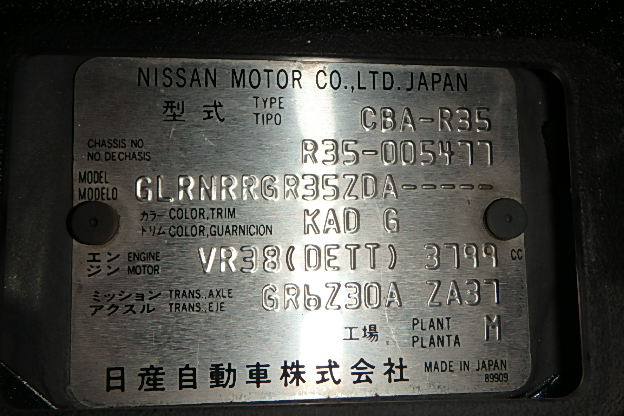 NISSAN MOTOR CO.,LTD. JAPAN
型式 TYPE TIPO CBA-R35
CHASSIS NO. NO. DE CHASIS R35-005477
MODEL MODELO GLRNRRGR35ZDA-----
カラー COLOR,TRIM トリム COLOR,GUARNICION KAD G
エンジン ENGINE MOTOR VR38(DETT) 3799 CC
ミッション TRANS.,AXLE アクスル TRANS.,EJE GR6Z30A ZA37
工場 PLANT PLANTA M
日産自動車株式会社 MADE IN JAPAN
89909